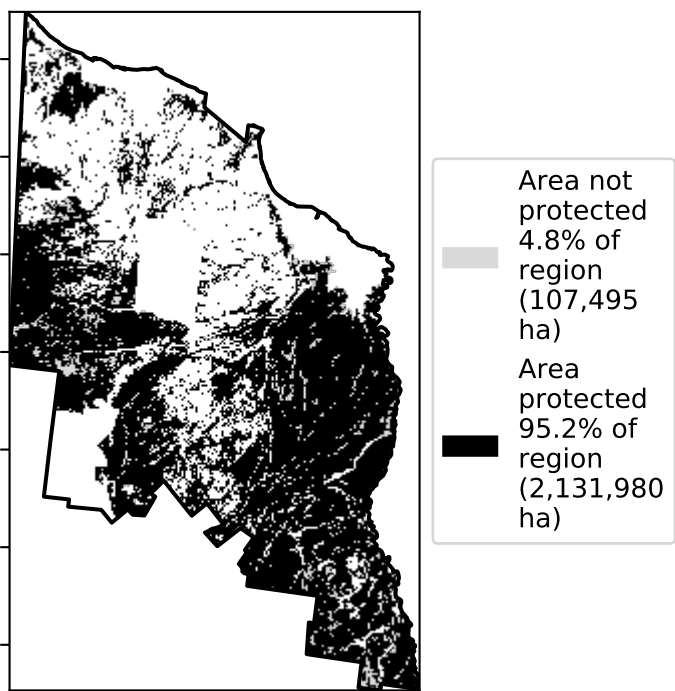 Area not
protected
4.8% of
region
(107,495
ha)
Area
protected
95.2% of
region
(2,131,980
ha)